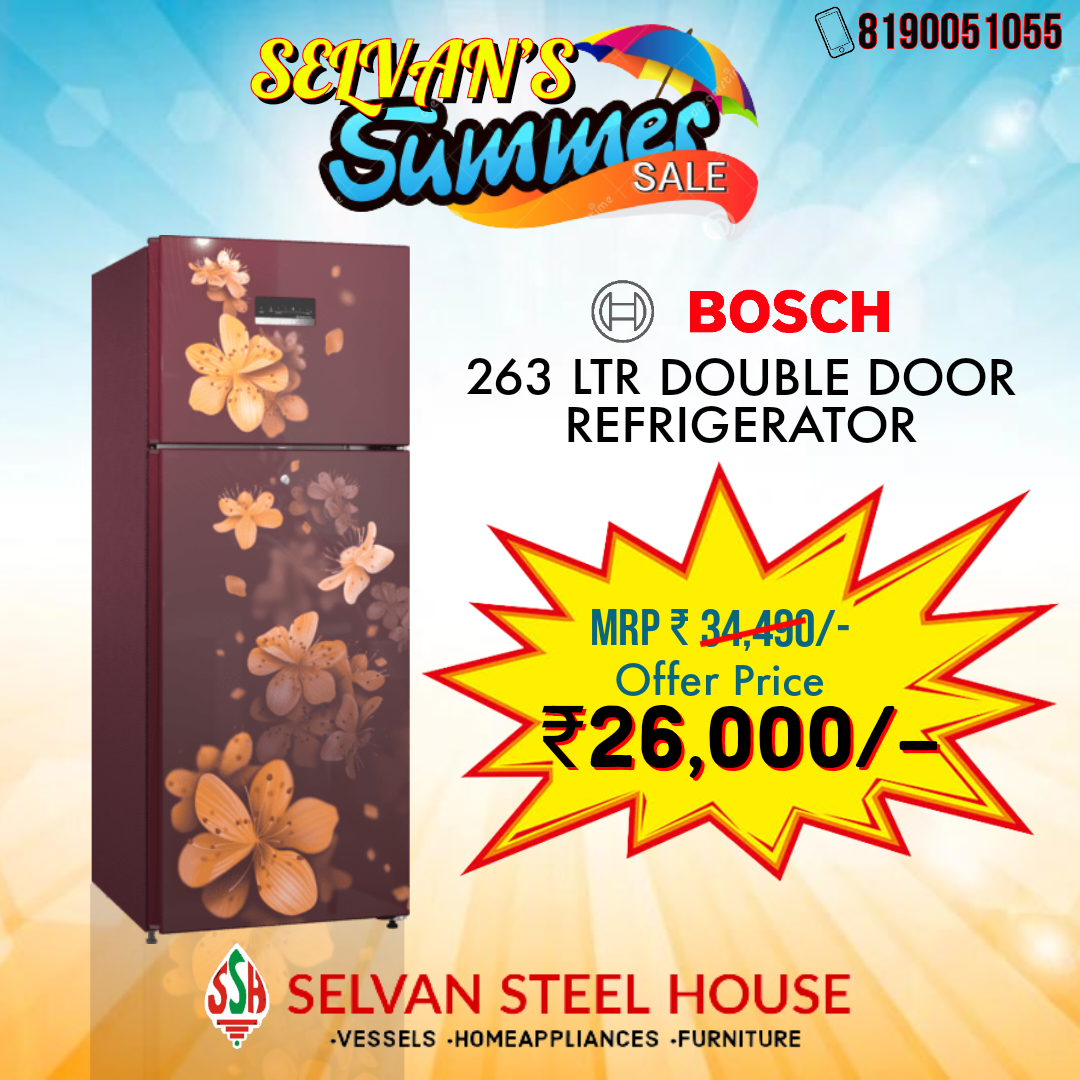 8190051055
SELVAN'S
Summer
SALE
BOSCH
263 LTR DOUBLE DOOR
REFRIGERATOR
MRP ₹ 34,490/-
Offer Price
₹26,000/-
SSH
SELVAN STEEL HOUSE
·VESSELS ·HOMEAPPLIANCES ·FURNITURE